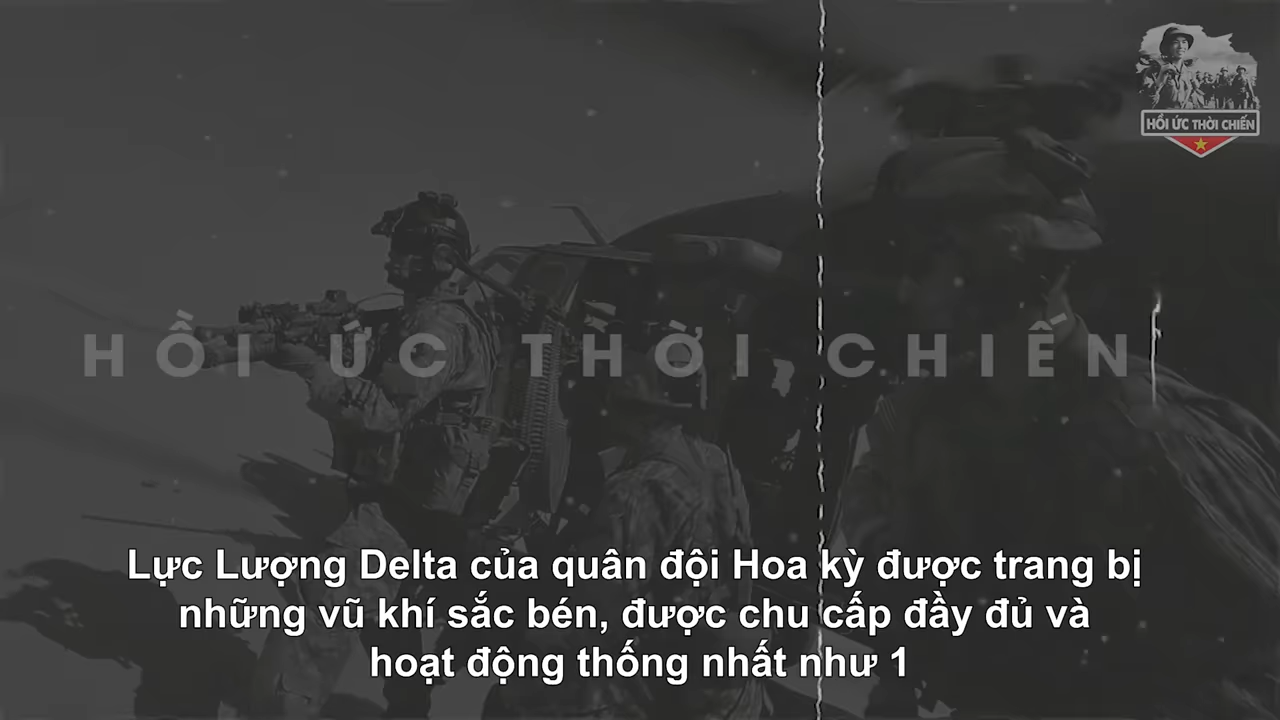 HỒI ỨC THỜI CHIẾN
HỒI ỨC THỜI CHIẾN
Lực Lượng Delta của quân đội Hoa kỳ được trang bị
những vũ khí sắc bén, được chu cấp đầy đủ và
hoạt động thống nhất như 1